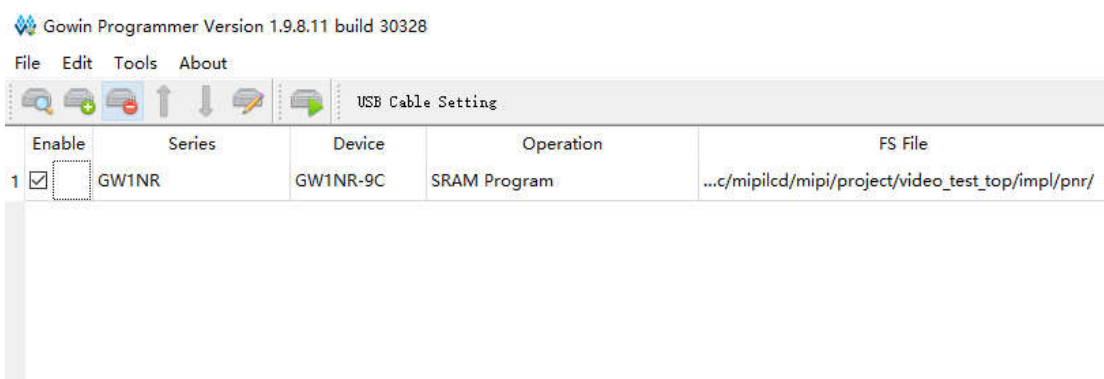 Gowin Programmer Version 1.9.8.11 build 30328
File Edit Tools About
USB Cable Setting
Enable Series Device Operation FS File
1 GW1NR GW1NR-9C SRAM Program ...c/mipilcd/mipi/project/video_test_top/impl/pnr/